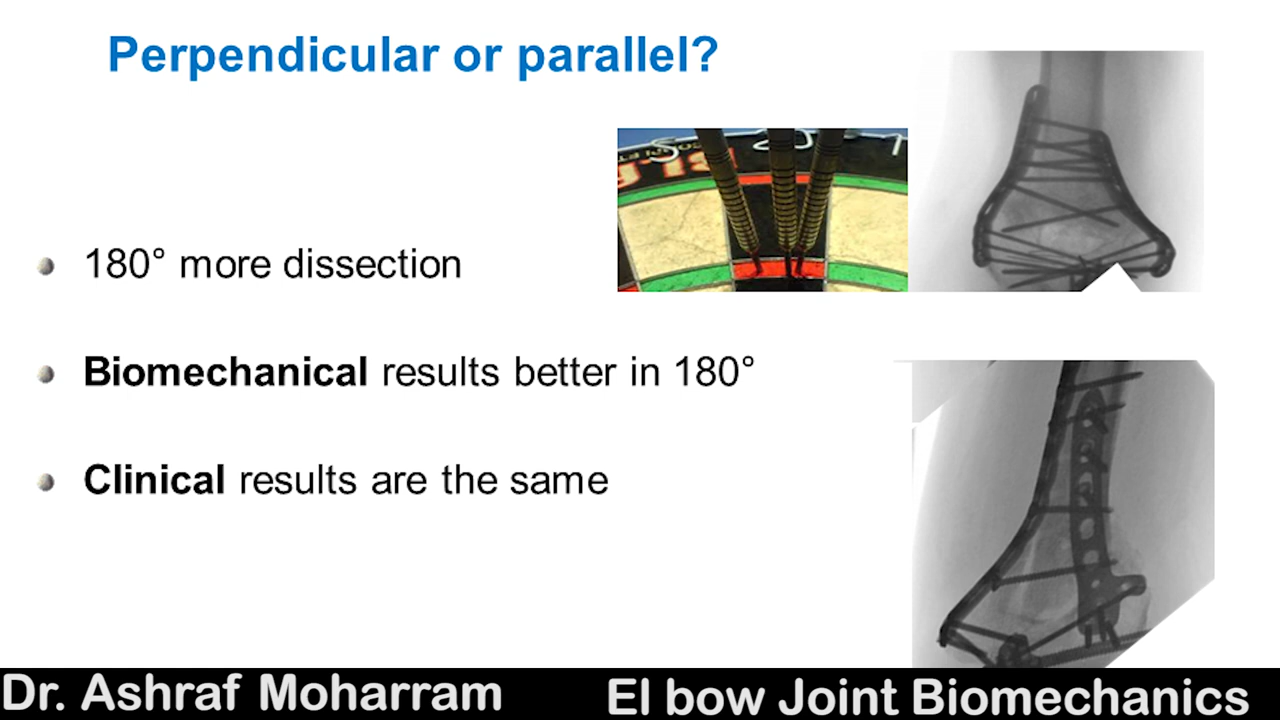 Perpendicular or parallel?
180° more dissection
Biomechanical results better in 180°
Clinical results are the same
Dr. Ashraf Moharram
El bow Joint Biomechanics